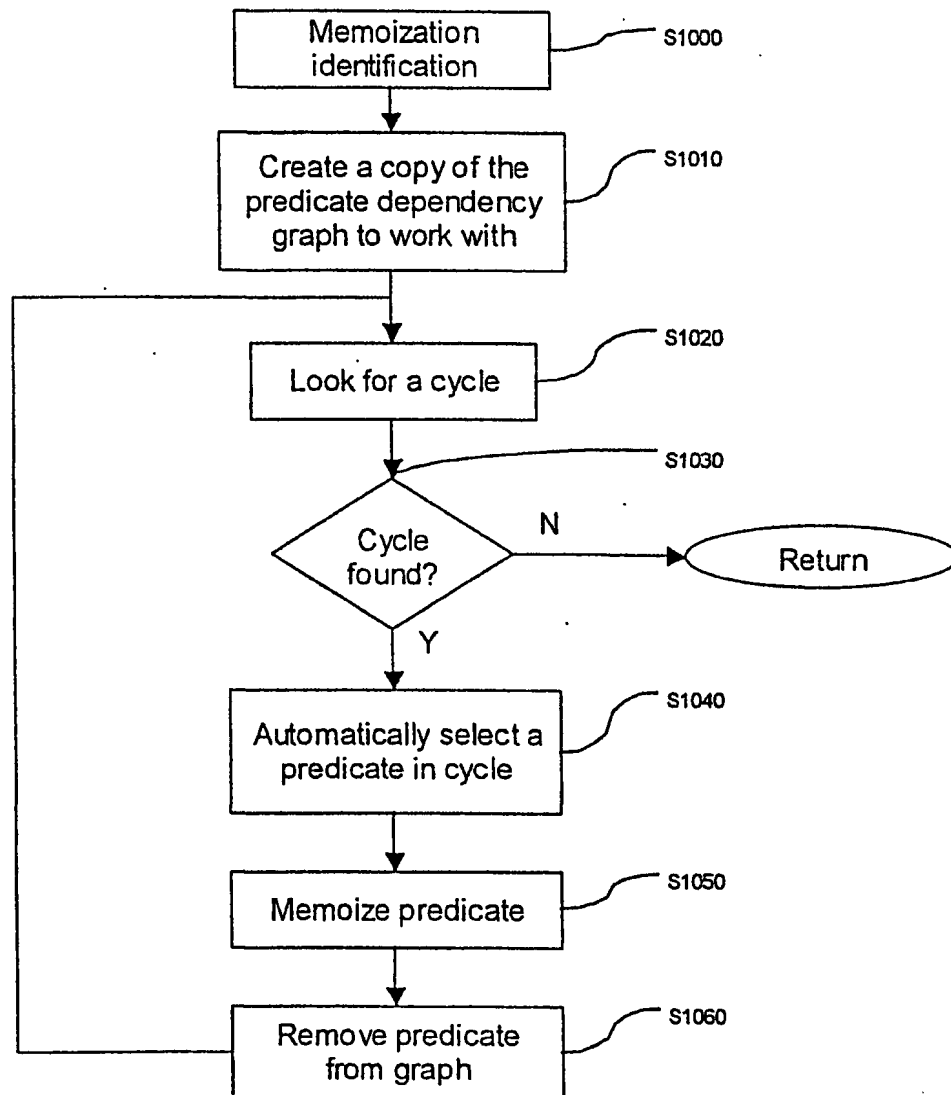 Memoization
identification
S1000
Create a copy of the
predicate dependency
graph to work with
S1010
Look for a cycle
S1020
S1030
Cycle
found?
N
Return
Y
Automatically select a
predicate in cycle
S1040
Memoize predicate
S1050
Remove predicate
from graph
S1060